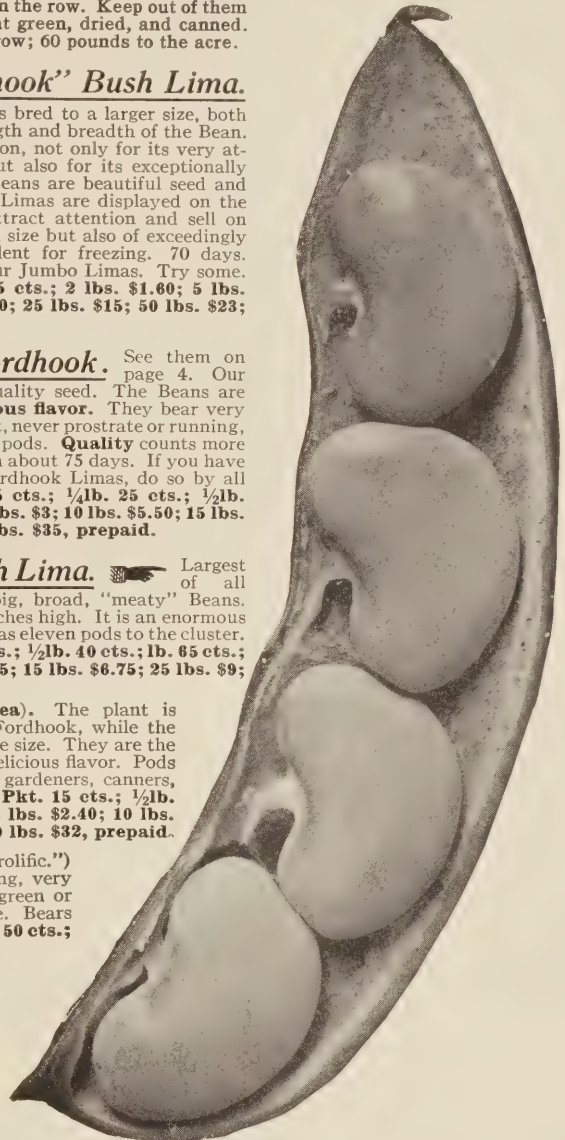 n the row. Keep out of them
t green, dried, and canned.
row; 60 pounds to the acre.
ook" Bush Lima.
s bred to a larger size, both
gth and breadth of the Bean.
on, not only for its very at-
ut also for its exceptionally
eans are beautiful seed and
Limas are displayed on the
xtract attention and sell on
size but also of exceedingly
lent for freezing. 70 days.
ur Jumbo Limas. Try some.
5 cts.; 2 lbs. $1.60; 5 lbs.
0; 25 lbs. $15; 50 lbs. $23;
ordhook. See them on
page 4. Our
uality seed. The Beans are
ous flavor. They bear very
t, never prostrate or running,
pods. Quality counts more
n about 75 days. If you have
rdhook Limas, do so by all
5 cts.; ¼lb. 25 cts.; ½lb.
lbs. $3; 10 lbs. $5.50; 15 lbs.
bs. $35, prepaid.
h Lima. Largest
of all
big, broad, "meaty" Beans.
ches high. It is an enormous
as eleven pods to the cluster.
s.; ½lb. 40 cts.; lb. 65 cts.;
5; 15 lbs. $6.75; 25 lbs. $9;
ea). The plant is
Fordhook, while the
e size. They are the
elicious flavor. Pods
gardeners, canners,
Pkt. 15 cts.; ½lb.
lbs. $2.40; 10 lbs.
0 lbs. $32, prepaid.
rolific.")
ng, very
green or
e. Bears
50 cts.;